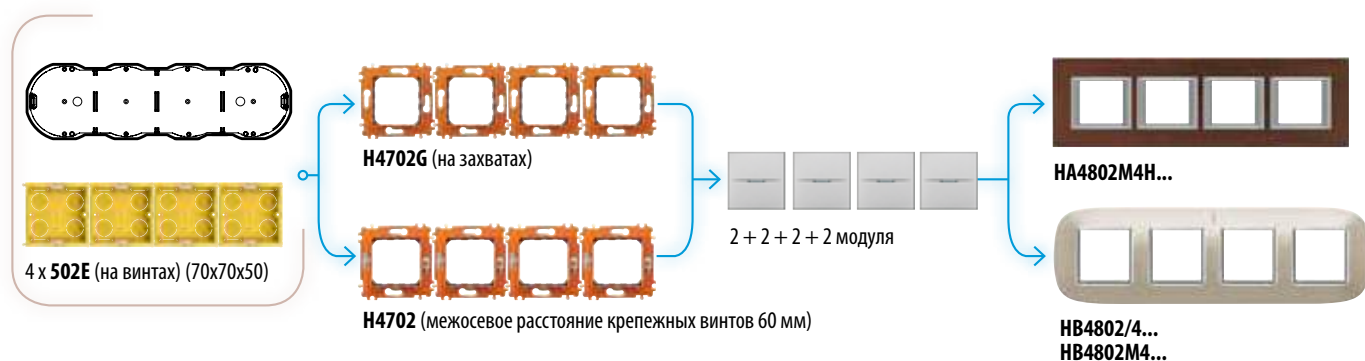 4 x 502E (на винтах) (70x70x50)
H4702G (на захватах)
H4702 (межосевое расстояние крепежных винтов 60 мм)
2 + 2 + 2 + 2 модуля
HA4802M4H...
HB4802/4...
HB4802M4...